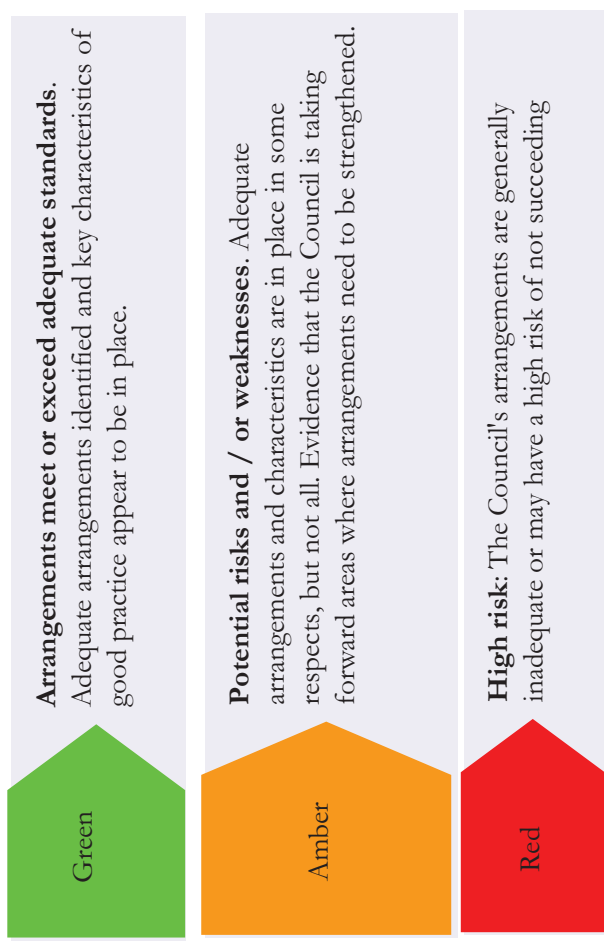 Green
Arrangements meet or exceed adequate standards.
Adequate arrangements identified and key characteristics of
good practice appear to be in place.
Amber
Potential risks and / or weaknesses. Adequate
arrangements and characteristics are in place in some
respects, but not all. Evidence that the Council is taking
forward areas where arrangements need to be strengthened.
Red
High risk: The Council's arrangements are generally
inadequate or may have a high risk of not succeeding